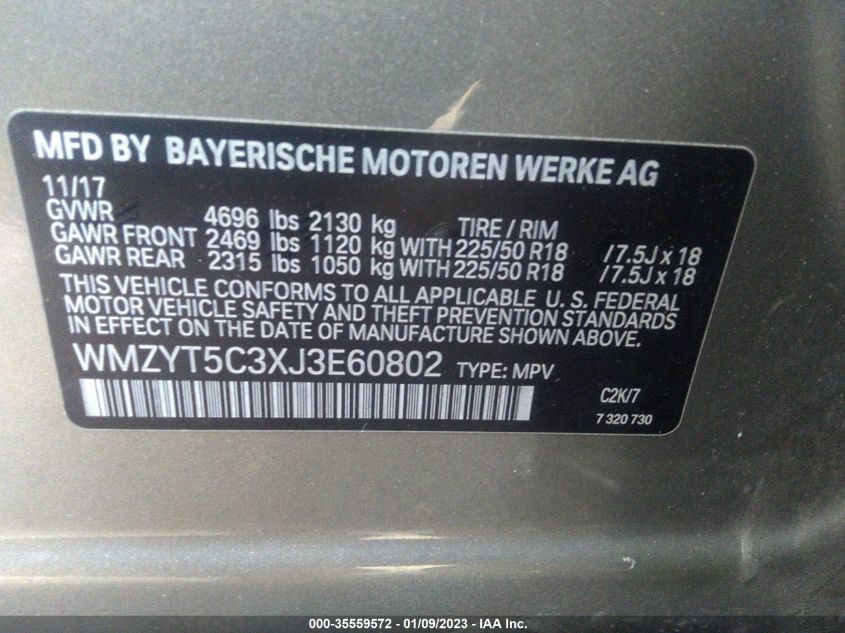 MFD BY BAYERISCHE MOTOREN WERKE AG
11/17
GVWR 4696 lbs 2130 kg TIRE / RIM
GAWR FRONT 2469 lbs 1120 kg WITH 225/50 R18 /7.5J x 18
GAWR REAR 2315 lbs 1050 kg WITH 225/50 R18 /7.5J x 18
THIS VEHICLE CONFORMS TO ALL APPLICABLE U. S. FEDERAL
MOTOR VEHICLE SAFETY AND THEFT PREVENTION STANDARDS
IN EFFECT ON THE DATE OF MANUFACTURE SHOWN ABOVE.
WMZYT5C3XJ3E60802 TYPE: MPV
C2K/7
7 320 730
000-35559572 - 01/09/2023 - IAA Inc.